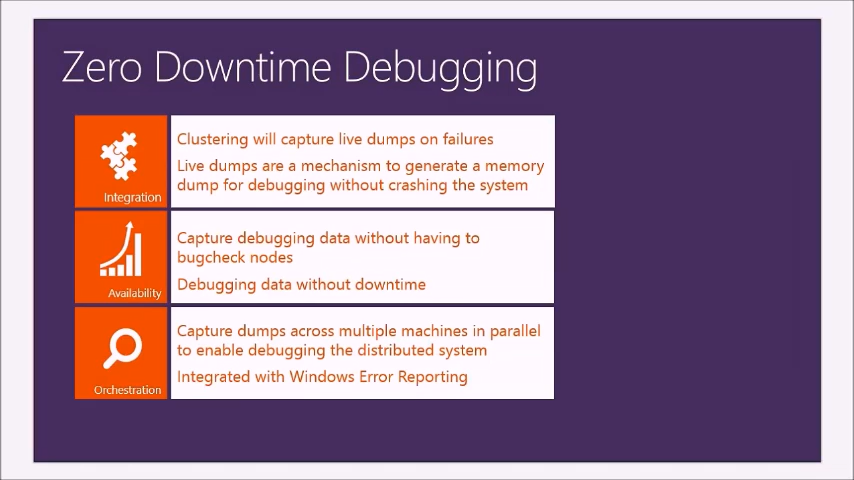 Zero Downtime Debugging
Integration
Clustering will capture live dumps on failures
Live dumps are a mechanism to generate a memory
dump for debugging without crashing the system
Availability
Capture debugging data without having to
bugcheck nodes
Debugging data without downtime
Orchestration
Capture dumps across multiple machines in parallel
to enable debugging the distributed system
Integrated with Windows Error Reporting